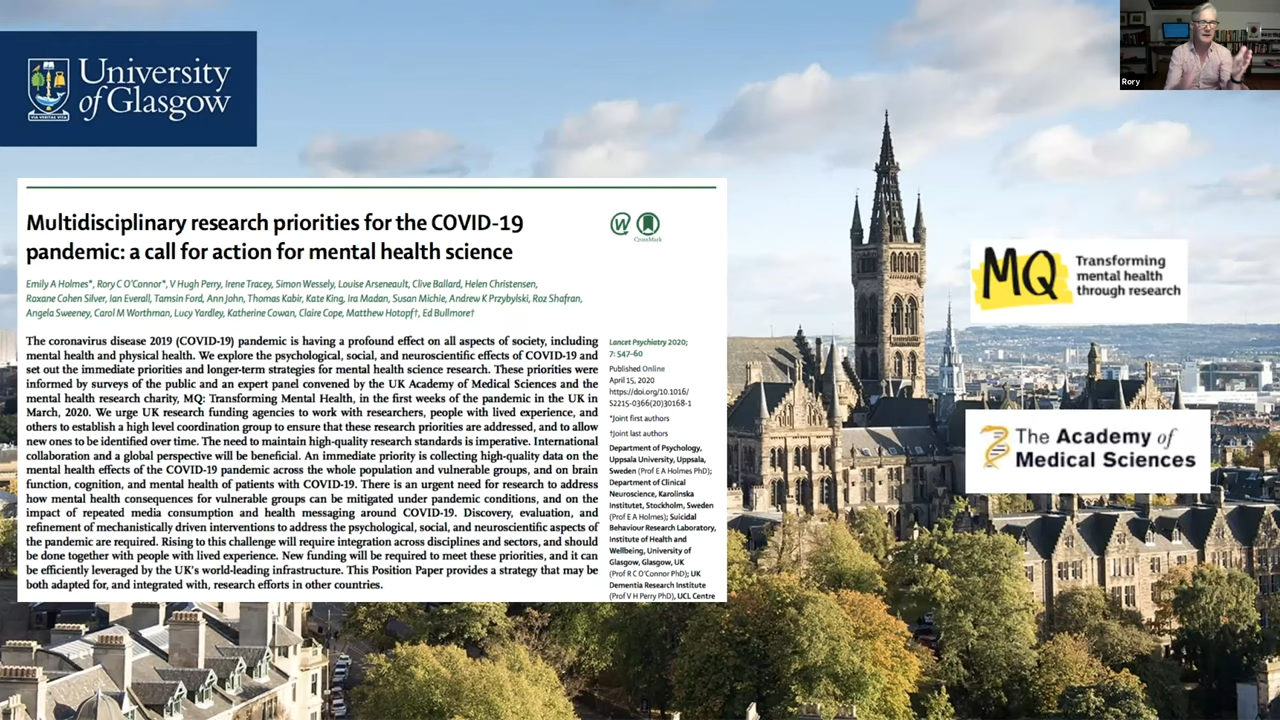 University
of Glasgow
VIA VERITAS VITA
Rory
Multidisciplinary research priorities for the COVID-19
pandemic: a call for action for mental health science
CrossMark
Emily A Holmes*, Rory C O'Connor*, V Hugh Perry, Irene Tracey, Simon Wessely, Louise Arseneault, Clive Ballard, Helen Christensen,
Roxane Cohen Silver, Ian Everall, Tamsin Ford, Ann John, Thomas Kabir, Kate King, Ira Madan, Susan Michie, Andrew K Przybylski, Roz Shafran,
Angela Sweeney, Carol M Worthman, Lucy Yardley, Katherine Cowan, Claire Cope, Matthew Hotopf†, Ed Bullmore†
The coronavirus disease 2019 (COVID-19) pandemic is having a profound effect on all aspects of society, including
mental health and physical health. We explore the psychological, social, and neuroscientific effects of COVID-19 and
set out the immediate priorities and longer-term strategies for mental health science research. These priorities were
informed by surveys of the public and an expert panel convened by the UK Academy of Medical Sciences and the
mental health research charity, MQ: Transforming Mental Health, in the first weeks of the pandemic in the UK in
March, 2020. We urge UK research funding agencies to work with researchers, people with lived experience, and
others to establish a high level coordination group to ensure that these research priorities are addressed, and to allow
new ones to be identified over time. The need to maintain high-quality research standards is imperative. International
collaboration and a global perspective will be beneficial. An immediate priority is collecting high-quality data on the
mental health effects of the COVID-19 pandemic across the whole population and vulnerable groups, and on brain
function, cognition, and mental health of patients with COVID-19. There is an urgent need for research to address
how mental health consequences for vulnerable groups can be mitigated under pandemic conditions, and on the
impact of repeated media consumption and health messaging around COVID-19. Discovery, evaluation, and
refinement of mechanistically driven interventions to address the psychological, social, and neuroscientific aspects of
the pandemic are required. Rising to this challenge will require integration across disciplines and sectors, and should
be done together with people with lived experience. New funding will be required to meet these priorities, and it can
be efficiently leveraged by the UK's world-leading infrastructure. This Position Paper provides a strategy that may be
both adapted for, and integrated with, research efforts in other countries.
Lancet Psychiatry 2020;
7: 547-60
Published Online
April 15, 2020
https://doi.org/10.1016/
S2215-0366(20)30168-1
*Joint first authors
†Joint last authors
Department of Psychology,
Uppsala University, Uppsala,
Sweden (Prof E A Holmes PhD);
Department of Clinical
Neuroscience, Karolinska
Institutet, Stockholm, Sweden
(Prof E A Holmes); Suicidal
Behaviour Research Laboratory,
Institute of Health and
Wellbeing, University of
Glasgow, Glasgow, UK
(Prof R C O'Connor PhD); UK
Dementia Research Institute
(Prof V H Perry PhD), UCL Centre
MQ
Transforming
mental health
through research
The Academy of
Medical Sciences